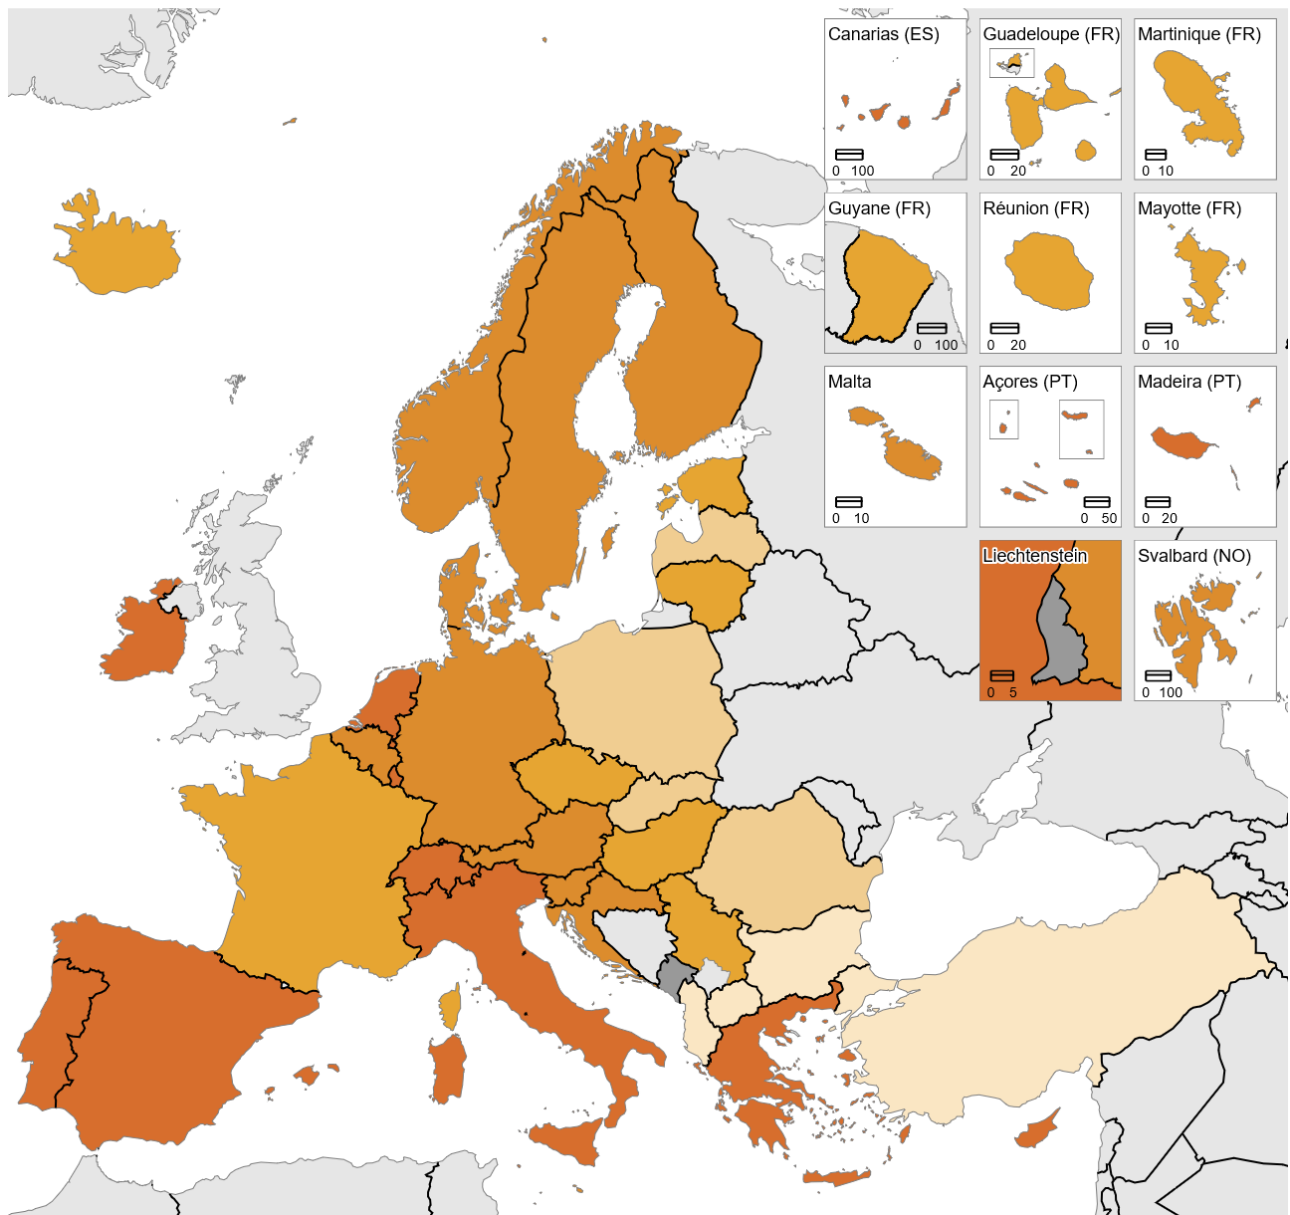 Canarias (ES)
0 100
Guadeloupe (FR)
0 20
Martinique (FR)
0 10
Guyane (FR)
0 100
Réunion (FR)
0 20
Mayotte (FR)
0 10
Malta
0 10
Açores (PT)
0 50
Madeira (PT)
0 20
Liechtenstein
0 5
Svalbard (NO)
0 100